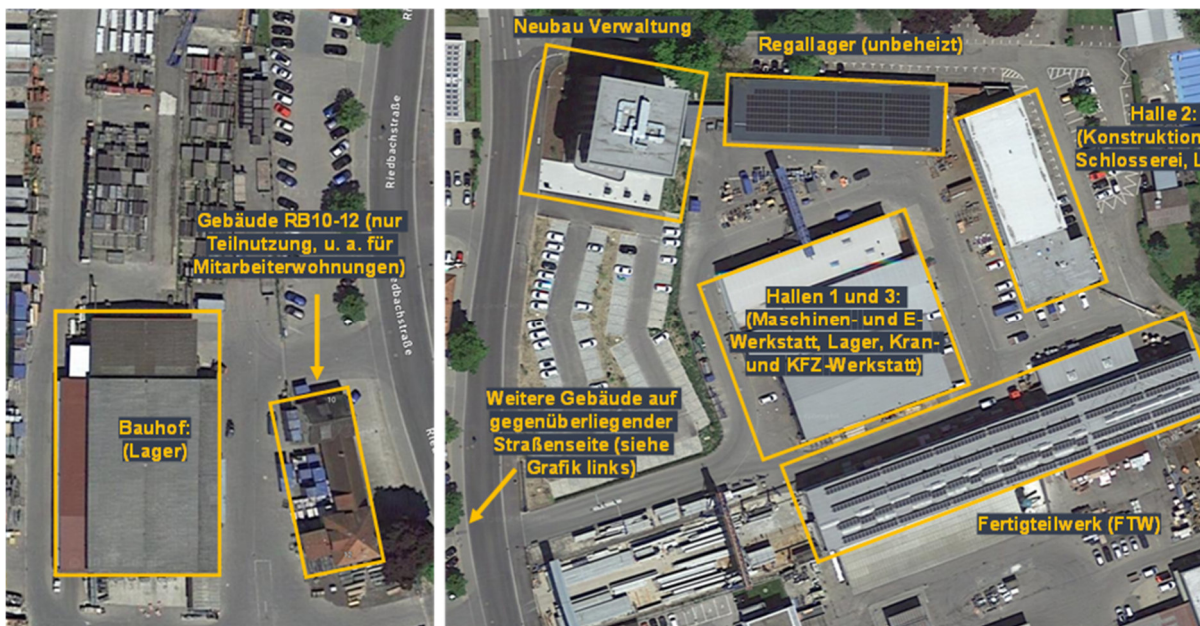 Riedbachstraße
Gebäude RB10-12 (nur
Teilnutzung, u. a. für
Mitarbeiterwohnungen)
10
Bauhof:
(Lager)
Neubau Verwaltung
Regallager (unbeheizt)
Halle 2:
(Konstruktion
Schlosserei, L
Hallen 1 und 3:
(Maschinen- und E-
Werkstatt, Lager, Kran-
und KFZ-Werkstatt)
Weitere Gebäude auf
gegenüberliegender
Straßenseite (siehe
Grafik links)
Fertigteilwerk (FTW)